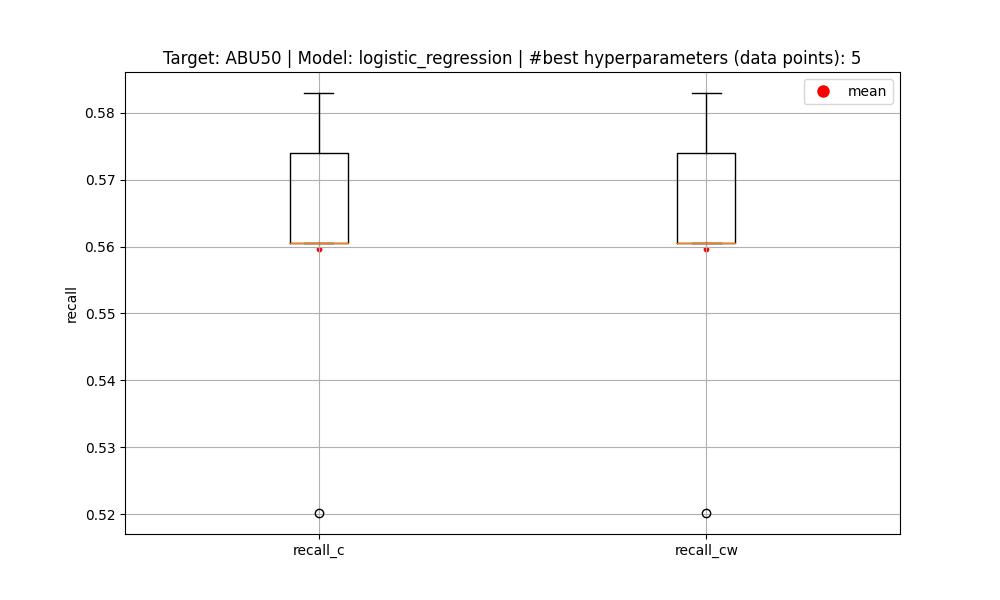 Target: ABU50 | Model: logistic_regression | #best hyperparameters (data points): 5
mean
0.58
0.57
0.56
0.55
0.54
0.53
0.52
recall
recall_c
recall_cw